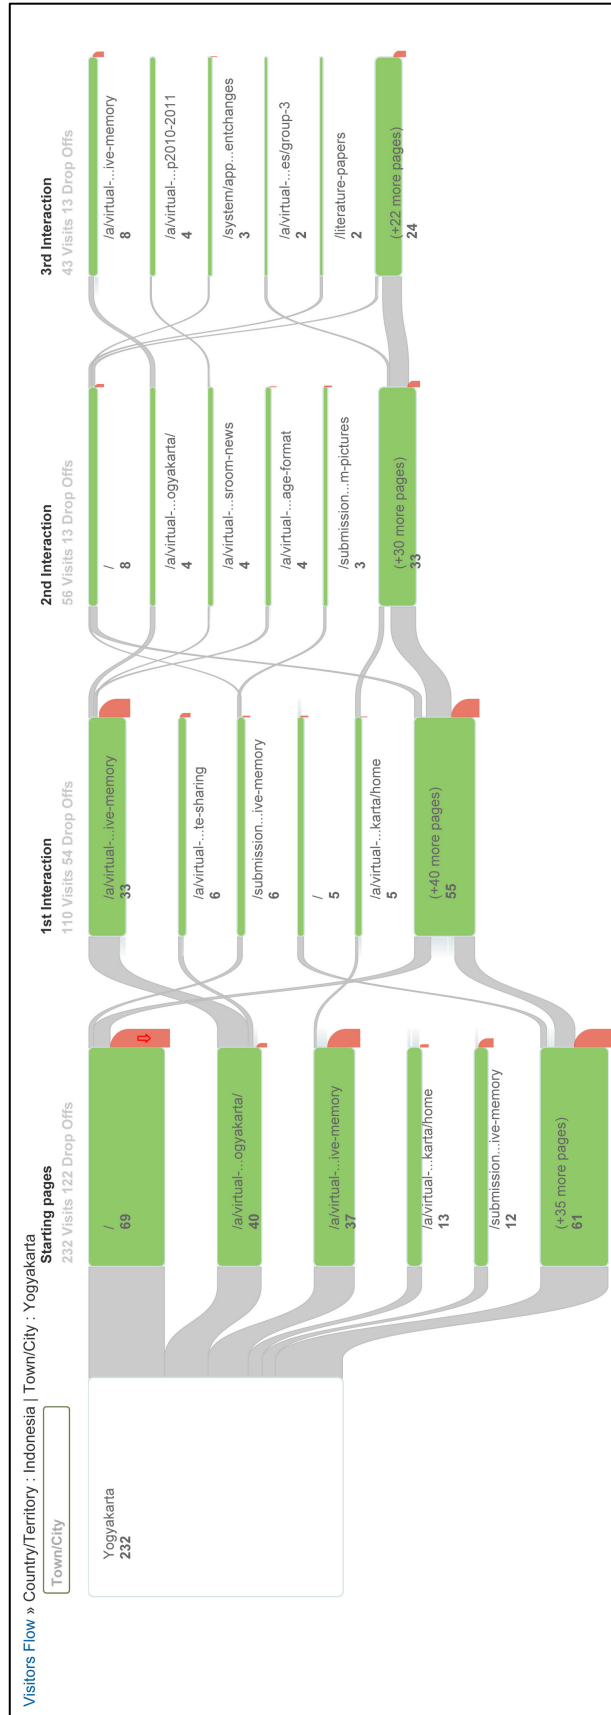 Visitors Flow » Country/Territory : Indonesia | Town/City : Yogyakarta
Town/City
Yogyakarta
232
Starting pages
232 Visits 122 Drop Offs
/
69
/a/virtual-...ogyakarta/
40
/a/virtual-...ive-memory
37
/a/virtual-...karta/home
13
/submission...ive-memory
12
(+35 more pages)
61
1st Interaction
110 Visits 54 Drop Offs
/a/virtual-...ive-memory
33
/a/virtual-...te-sharing
6
/submission...ive-memory
6
/
5
/a/virtual-...karta/home
5
(+40 more pages)
55
2nd Interaction
56 Visits 13 Drop Offs
/
8
/a/virtual-...ogyakarta/
4
/a/virtual-...sroom-news
4
/a/virtual-...age-format
4
/submission...m-pictures
3
(+30 more pages)
33
3rd Interaction
43 Visits 13 Drop Offs
/a/virtual-...ive-memory
8
/a/virtual-...p2010-2011
4
/system/app...entchanges
3
/a/virtual-...es/group-3
2
/literature-papers
2
(+22 more pages)
24